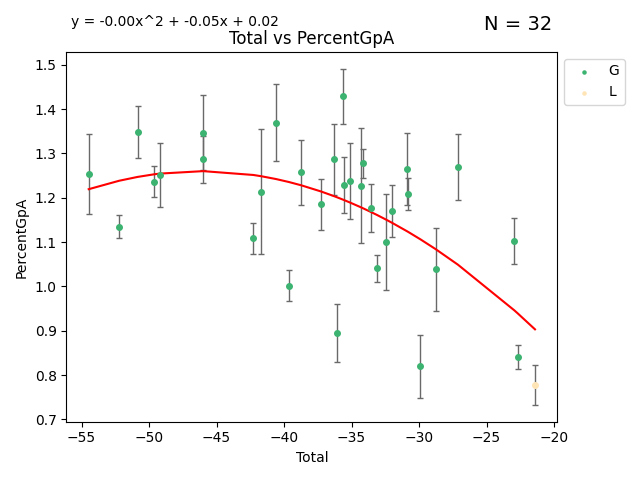 y = -0.00x^2 + -0.05x + 0.02
N = 32
Total vs PercentGpA
G
L
1.5
1.4
1.3
1.2
1.1
1.0
0.9
0.8
0.7
PercentGpA
−55 −50 −45 −40 −35 −30 −25 −20
Total